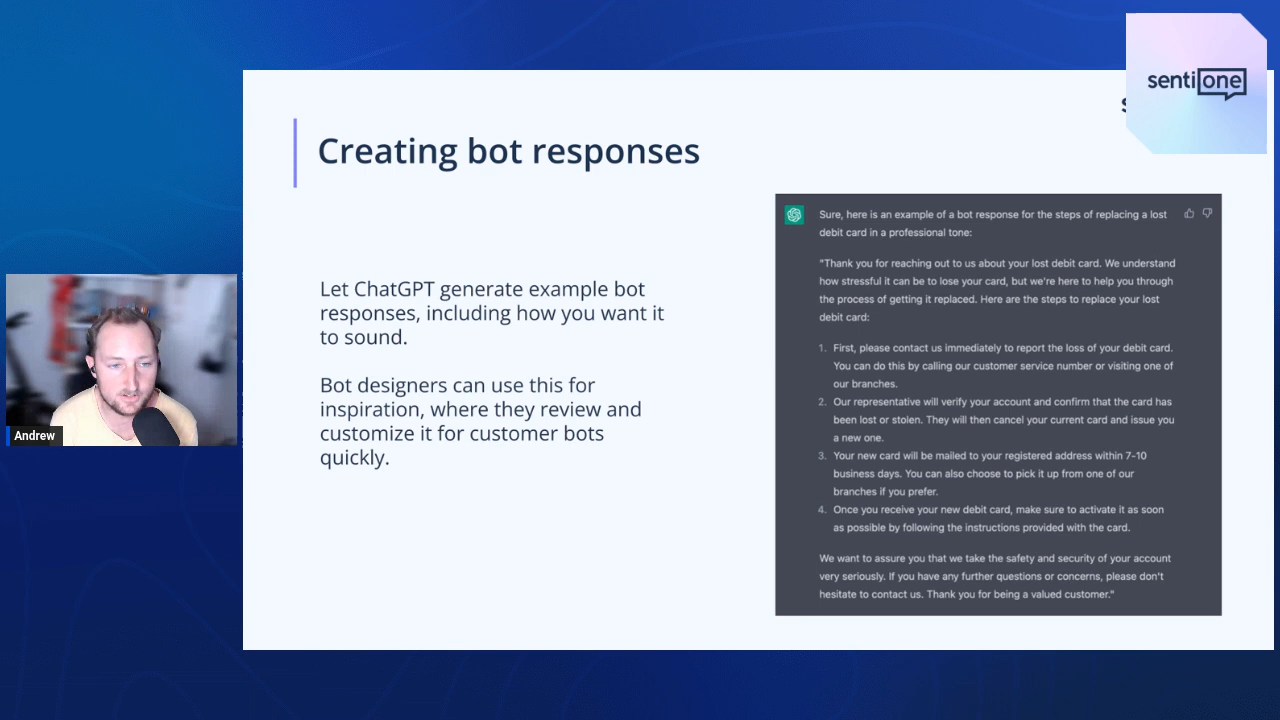 senti one
Creating bot responses
Let ChatGPT generate example bot
responses, including how you want it
to sound.
Bot designers can use this for
inspiration, where they review and
customize it for customer bots
quickly.
Sure, here is an example of a bot response for the steps of replacing a lost
debit card in a professional tone:
"Thank you for reaching out to us about your lost debit card. We understand
how stressful it can be to lose your card, but we're here to help you through
the process of getting it replaced. Here are the steps to replace your lost
debit card:
1. First, please contact us immediately to report the loss of your debit card.
You can do this by calling our customer service number or visiting one of
our branches.
2. Our representative will verify your account and confirm that the card has
been lost or stolen. They will then cancel your current card and issue you
a new one.
3. Your new card will be mailed to your registered address within 7-10
business days. You can also choose to pick it up from one of our
branches if you prefer.
4. Once you receive your new debit card, make sure to activate it as soon
as possible by following the instructions provided with the card.
We want to assure you that we take the safety and security of your account
very seriously. If you have any further questions or concerns, please don't
hesitate to contact us. Thank you for being a valued customer."
Andrew